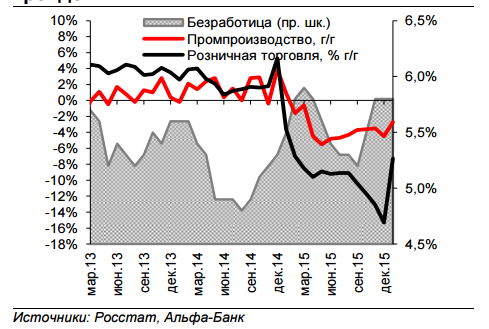 10%
8%
6%
4%
2%
0%
-2%
-4%
-6%
-8%
-10%
-12%
-14%
-16%
-18%
Безработица (пр. шк.)
Промпроизводство, г/г
Розничная торговля, % г/г
6,5%
6,0%
5,5%
5,0%
4,5%
мар.13
июн.13
сен.13
дек.13
мар.14
июн.14
сен.14
дек.14
мар.15
июн.15
сен.15
дек.15
Источники: Росстат, Альфа-Банк